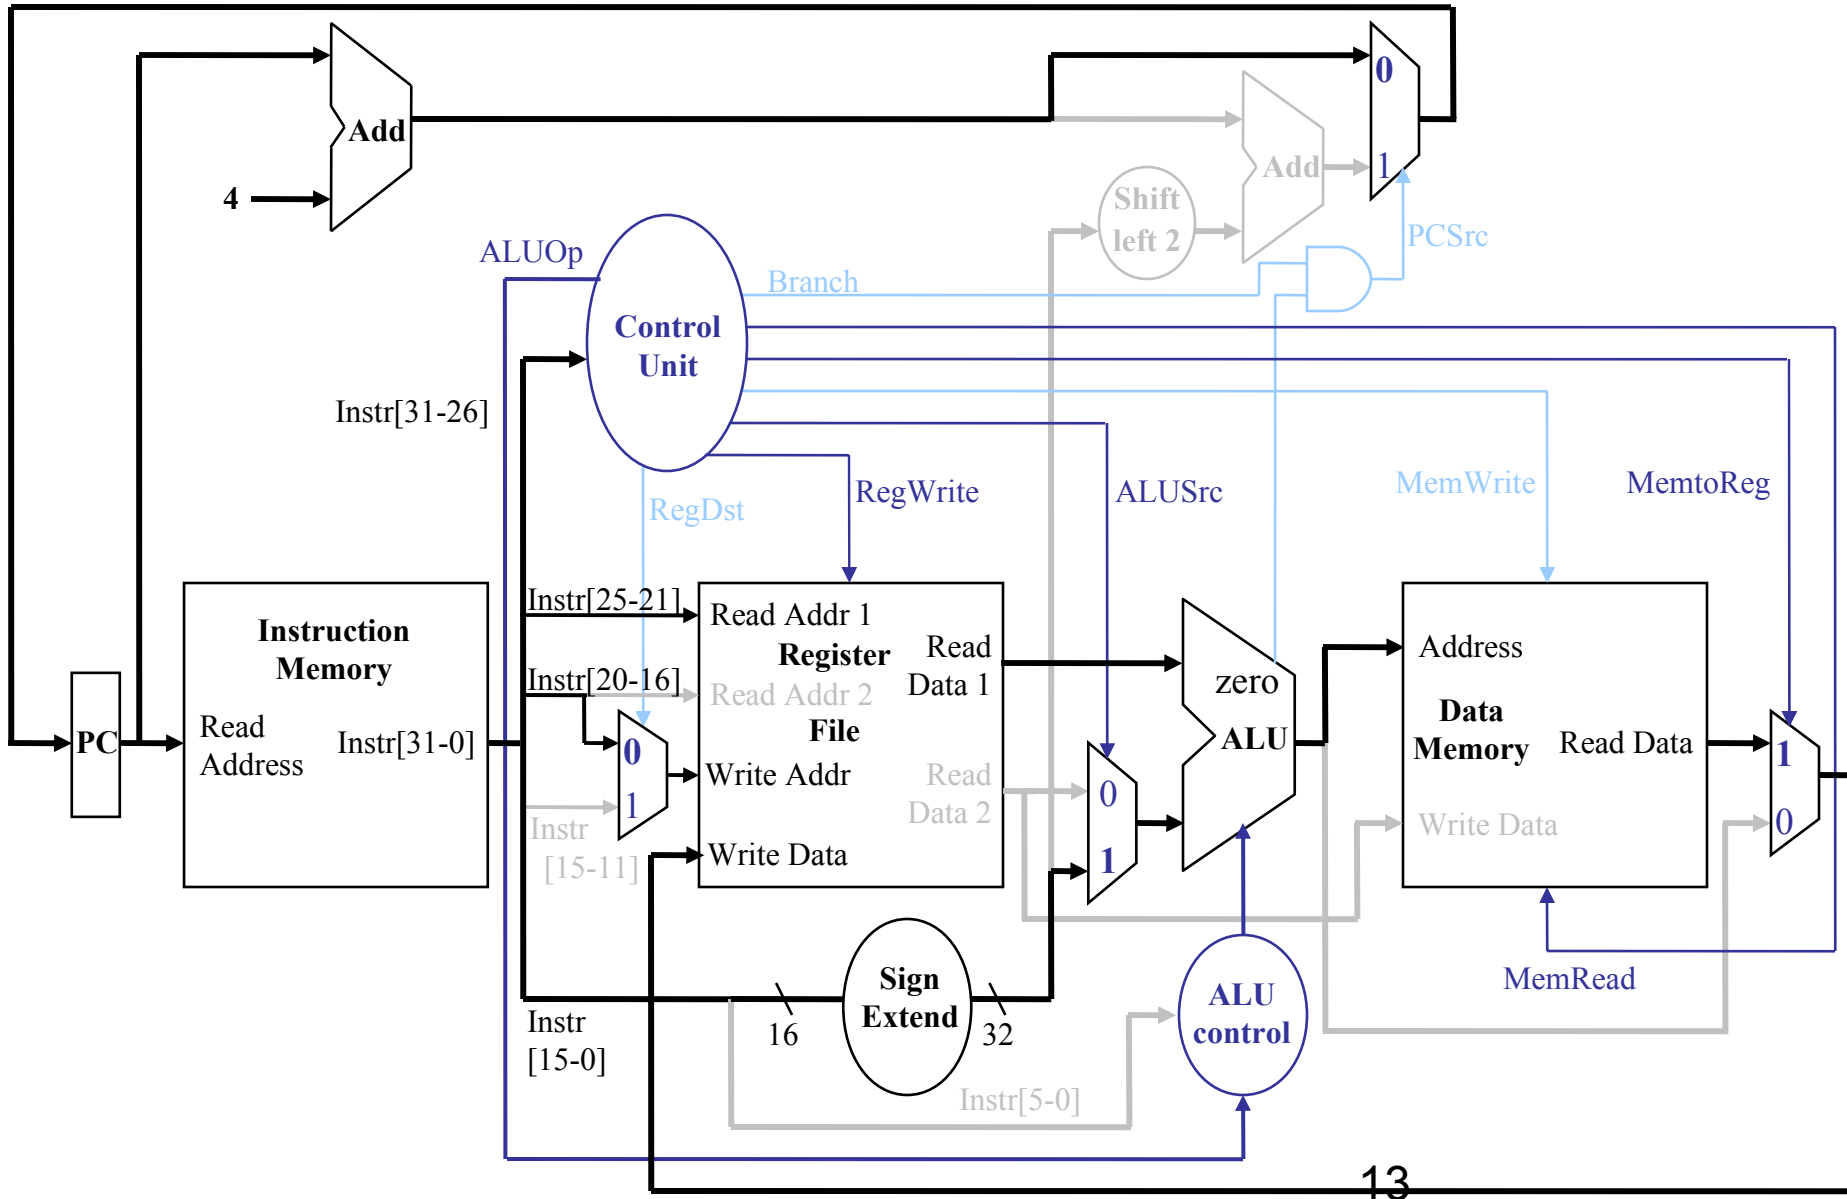 0
Add
Add
1
4
Shift
left 2
PCSrc
ALUOp
Branch
Control
Unit
Instr[31-26]
RegDst
RegWrite
ALUSrc
MemWrite
MemtoReg
Instruction
Memory
Read
Address
Instr[31-0]
PC
Instr[25-21]
Instr[20-16]
Instr
[15-11]
0
1
Read Addr 1
Register
Read Addr 2
File
Write Addr
Write Data
Read
Data 1
Read
Data 2
0
1
zero
ALU
Address
Data
Memory
Read Data
Write Data
1
0
MemRead
Sign
Extend
16
32
Instr
[15-0]
Instr[5-0]
ALU
control
13